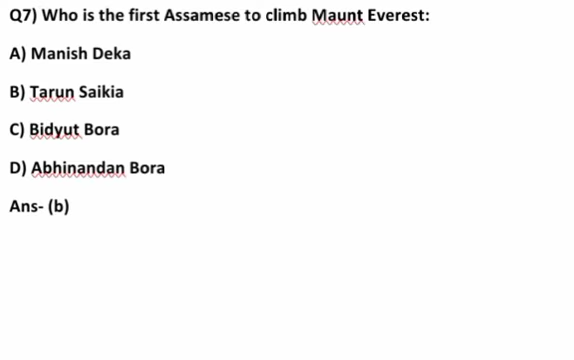 Q7) Who is the first Assamese to climb Maunt Everest:
A) Manish Deka
B) Tarun Saikia
C) Bidyut Bora
D) Abhinandan Bora
Ans- (b)